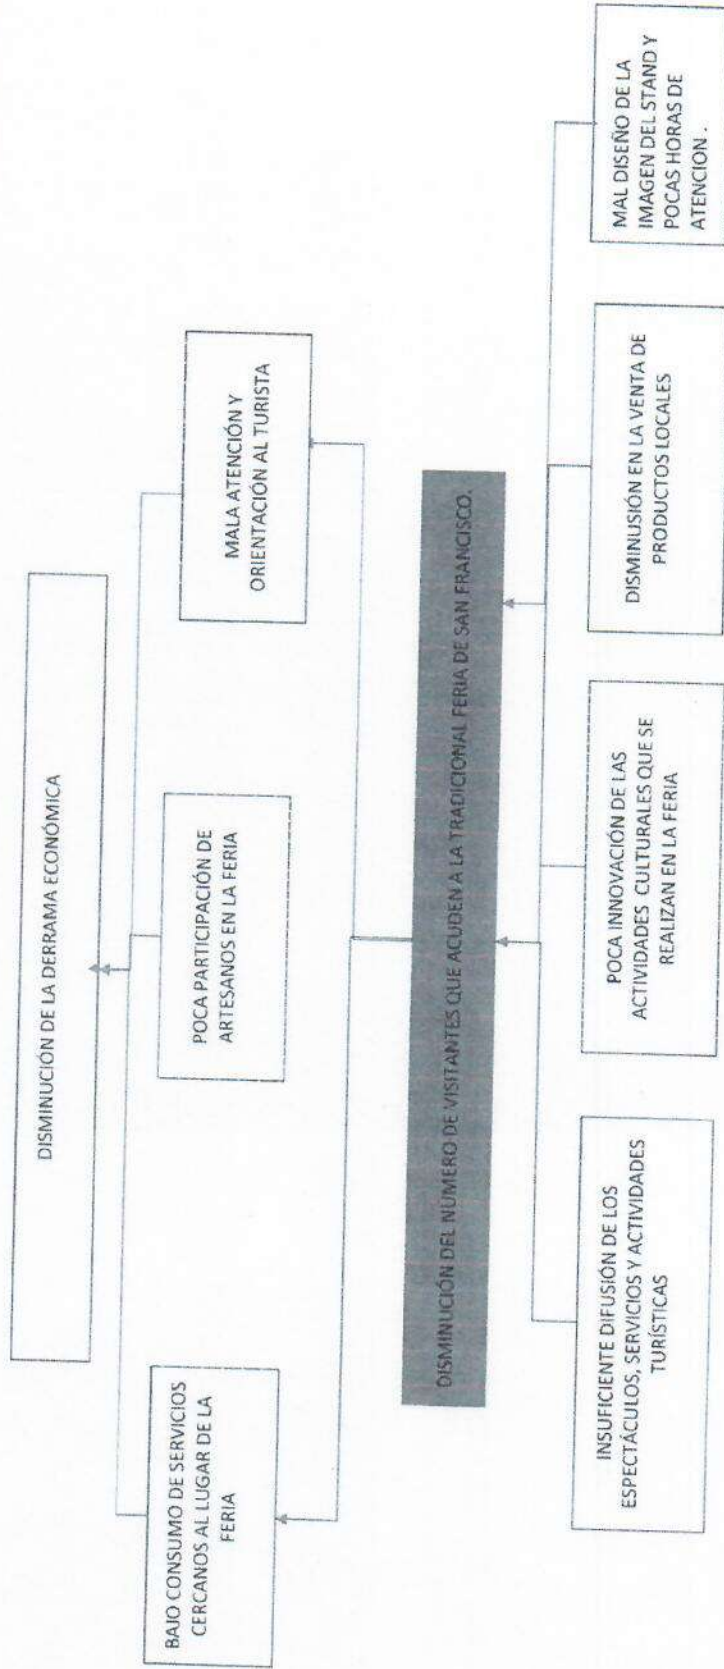 DISMINUCIÓN DE LA DERRAMA ECONÓMICA
BAJO CONSUMO DE SERVICIOS
CERCANOS AL LUGAR DE LA
FERIA
POCA PARTICIPACIÓN DE
ARTESANOS EN LA FERIA
MALA ATENCIÓN Y
ORIENTACIÓN AL TURISTA
DISMINUCIÓN DEL NÚMERO DE VISITANTES QUE ACUDEN A LA TRADICIONAL FERIA DE SAN FRANCISCO.
INSUFICIENTE DIFUSIÓN DE LOS
ESPECTÁCULOS, SERVICIOS Y ACTIVIDADES
TURÍSTICAS
POCA INNOVACIÓN DE LAS
ACTIVIDADES CULTURALES QUE SE
REALIZAN EN LA FERIA
DISMINUSIÓN EN LA VENTA DE
PRODUCTOS LOCALES
MAL DISEÑO DE LA
IMAGEN DEL STAND Y
POCAS HORAS DE
ATENCION .